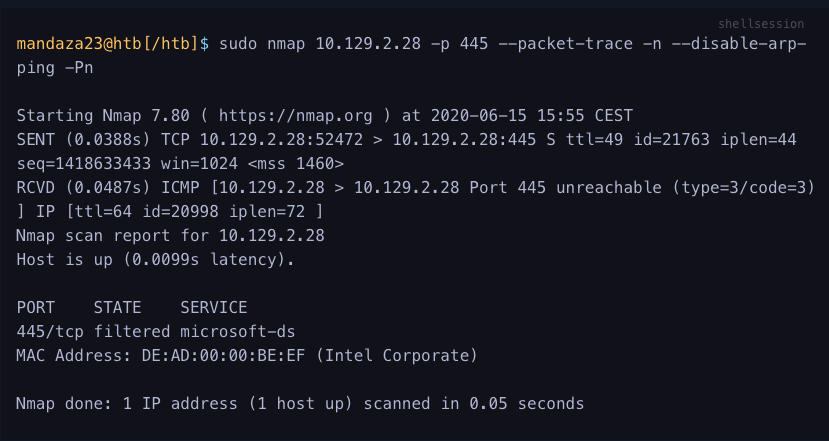 shellsession
mandaza23@htb[/htb]$ sudo nmap 10.129.2.28 -p 445 --packet-trace -n --disable-arp-
ping -Pn
Starting Nmap 7.80 ( https://nmap.org ) at 2020-06-15 15:55 CEST
SENT (0.0388s) TCP 10.129.2.28:52472 > 10.129.2.28:445 S ttl=49 id=21763 iplen=44
seq=1418633433 win=1024 <mss 1460>
RCVD (0.0487s) ICMP [10.129.2.28 > 10.129.2.28 Port 445 unreachable (type=3/code=3)
] IP [ttl=64 id=20998 iplen=72 ]
Nmap scan report for 10.129.2.28
Host is up (0.0099s latency).
PORT    STATE    SERVICE
445/tcp filtered microsoft-ds
MAC Address: DE:AD:00:00:BE:EF (Intel Corporate)
Nmap done: 1 IP address (1 host up) scanned in 0.05 seconds